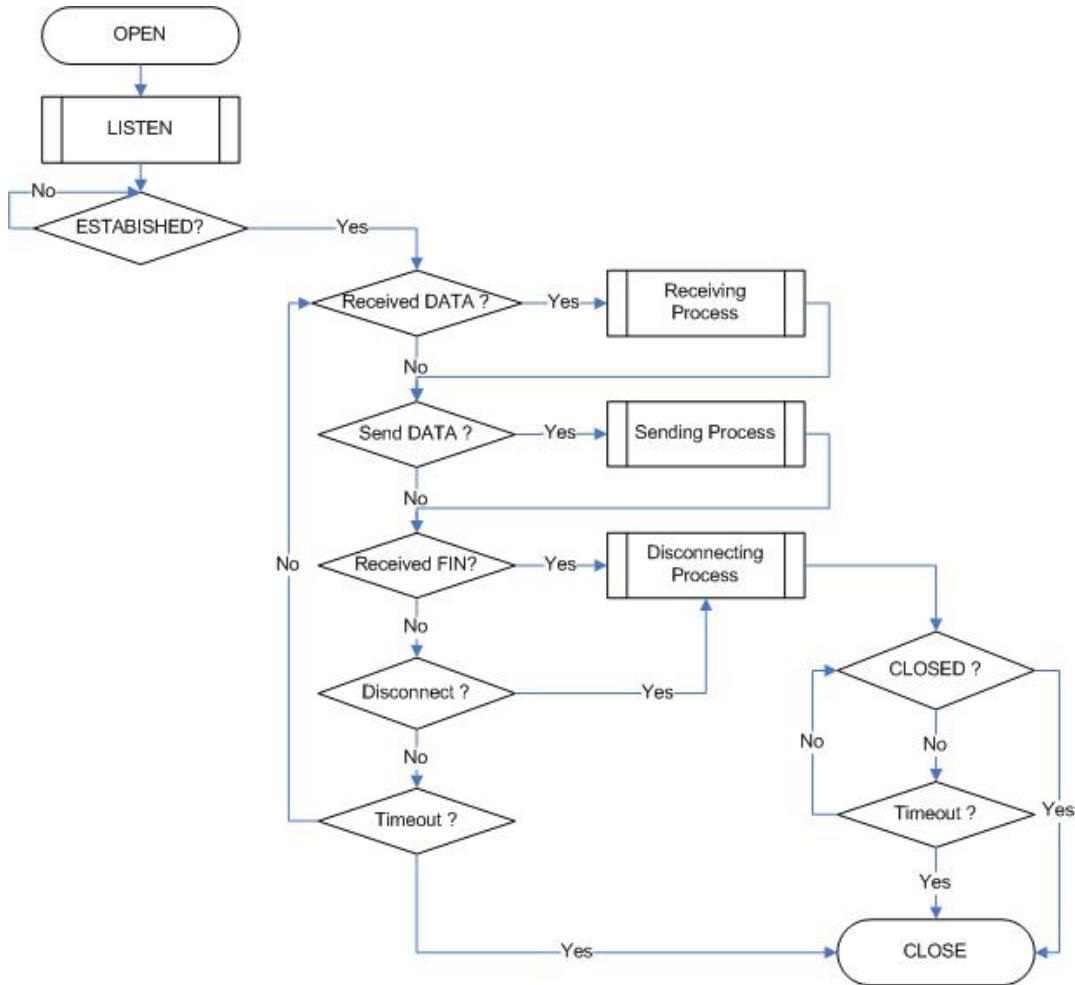 OPEN
LISTEN
No
ESTABISHED?
Yes
Received DATA ?
Yes
Receiving
Process
No
Send DATA ?
Yes
Sending Process
No
Received FIN?
Yes
Disconnecting
Process
No
No
Disconnect ?
Yes
CLOSED ?
No
No
No
Timeout ?
Timeout ?
Yes
Yes
Yes
CLOSE